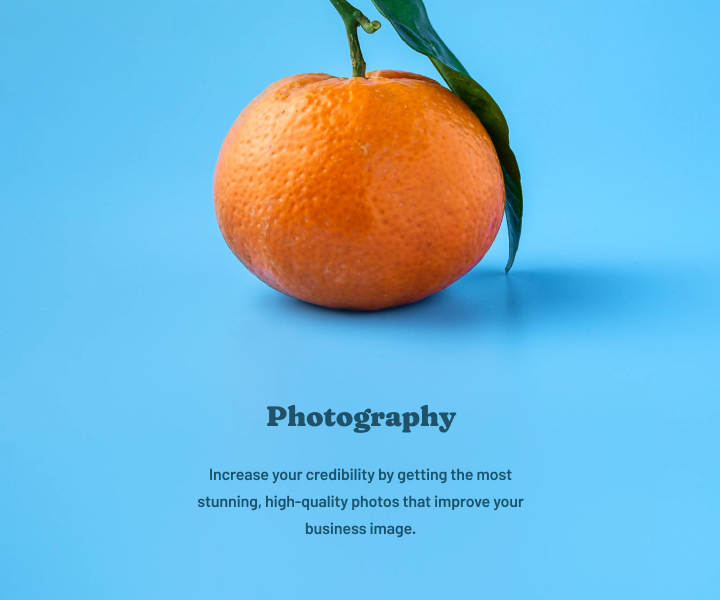 Photography
Increase your credibility by getting the most
stunning, high-quality photos that improve your
business image.